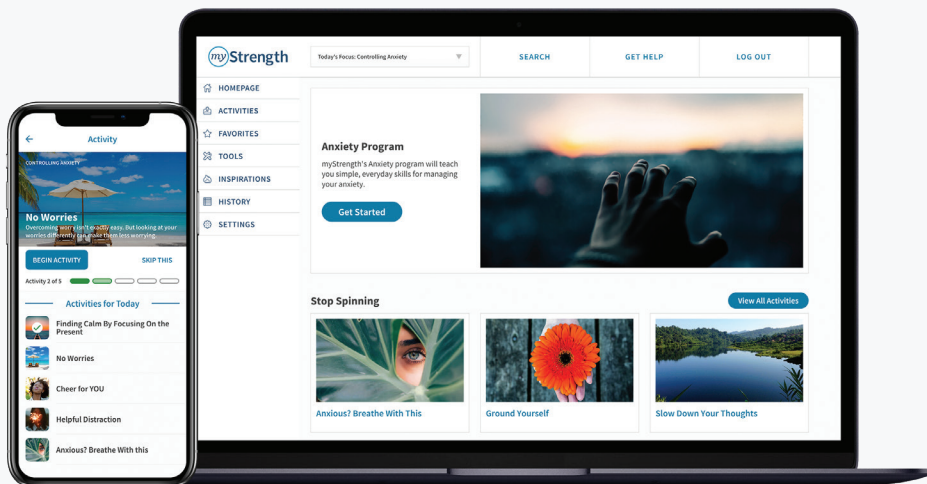 Activity
CONTROLLING ANXIETY
No Worries
Overcoming worry isn't exactly easy. But looking at your
worries differently can make them less worrying.
BEGIN ACTIVITY
SKIP THIS
Activity 2 of 5
Activities for Today
Finding Calm By Focusing On the
Present
No Worries
Cheer for YOU
Helpful Distraction
Anxious? Breathe With this
myStrength
Today's Focus: Controlling Anxiety
SEARCH
GET HELP
LOG OUT
HOMEPAGE
ACTIVITIES
FAVORITES
TOOLS
INSPIRATIONS
HISTORY
SETTINGS
Anxiety Program
myStrength's Anxiety program will teach
you simple, everyday skills for managing
your anxiety.
Get Started
Stop Spinning
View All Activities
Anxious? Breathe With This
Ground Yourself
Slow Down Your Thoughts